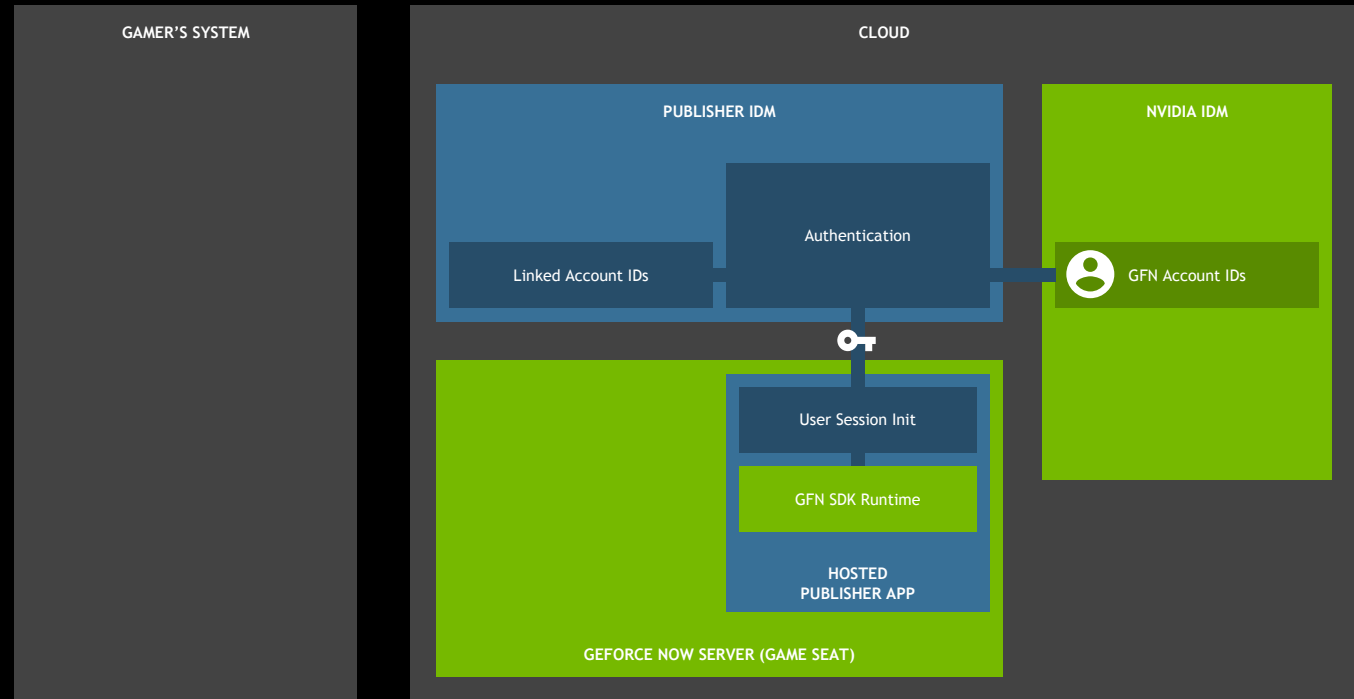 GAMER'S SYSTEM
CLOUD
PUBLISHER IDM
NVIDIA IDM
Authentication
Linked Account IDs
GFN Account IDs
User Session Init
GFN SDK Runtime
HOSTED
PUBLISHER APP
GEFORCE NOW SERVER (GAME SEAT)